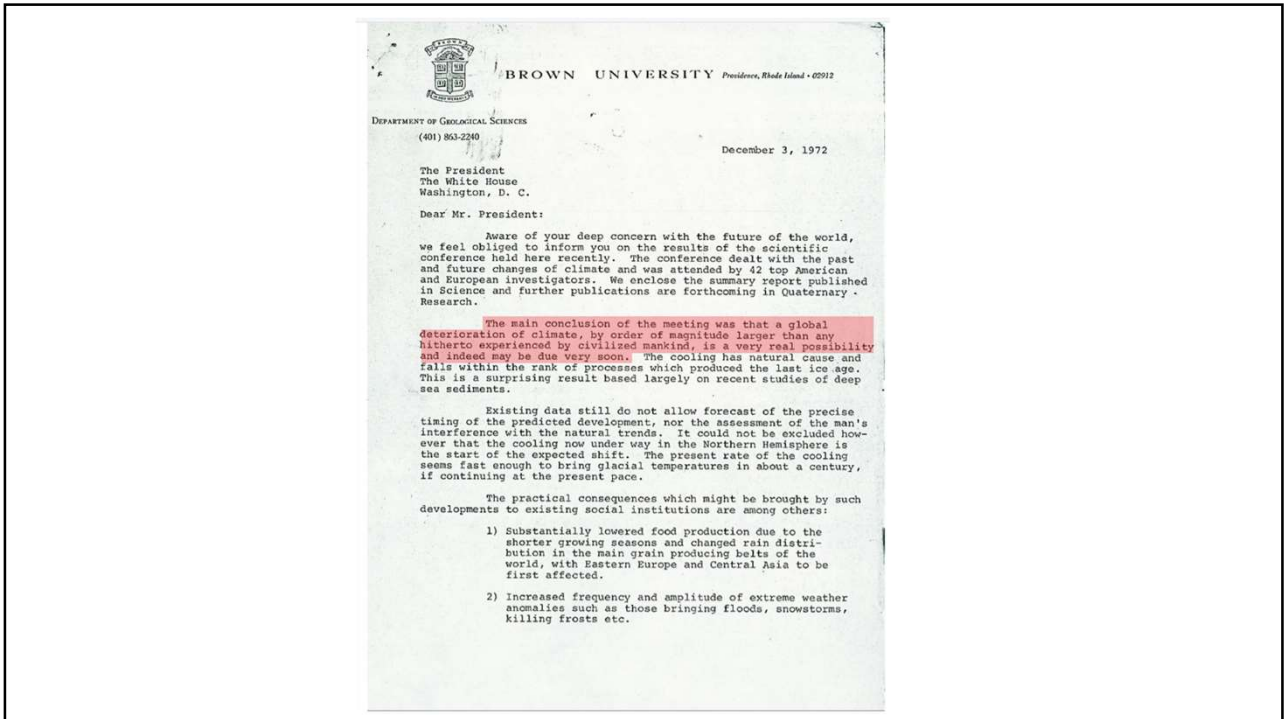 BROWN UNIVERSITY Providence, Rhode Island • 02912
DEPARTMENT OF GEOLOGICAL SCIENCES
(401) 863-2240
December 3, 1972
The President
The White House
Washington, D. C.
Dear Mr. President:
Aware of your deep concern with the future of the world,
we feel obliged to inform you on the results of the scientific
conference held here recently. The conference dealt with the past
and future changes of climate and was attended by 42 top American
and European investigators. We enclose the summary report published
in Science and further publications are forthcoming in Quaternary
Research.
The main conclusion of the meeting was that a global
deterioration of climate, by order of magnitude larger than any
hitherto experienced by civilized mankind, is a very real possibility
and indeed may be due very soon. The cooling has natural cause and
falls within the rank of processes which produced the last ice age.
This is a surprising result based largely on recent studies of deep
sea sediments.
Existing data still do not allow forecast of the precise
timing of the predicted development, nor the assessment of the man's
interference with the natural trends. It could not be excluded how-
ever that the cooling now under way in the Northern Hemisphere is
the start of the expected shift. The present rate of the cooling
seems fast enough to bring glacial temperatures in about a century,
if continuing at the present pace.
The practical consequences which might be brought by such
developments to existing social institutions are among others:
1) Substantially lowered food production due to the
shorter growing seasons and changed rain distri-
bution in the main grain producing belts of the
world, with Eastern Europe and Central Asia to be
first affected.
2) Increased frequency and amplitude of extreme weather
anomalies such as those bringing floods, snowstorms,
killing frosts etc.